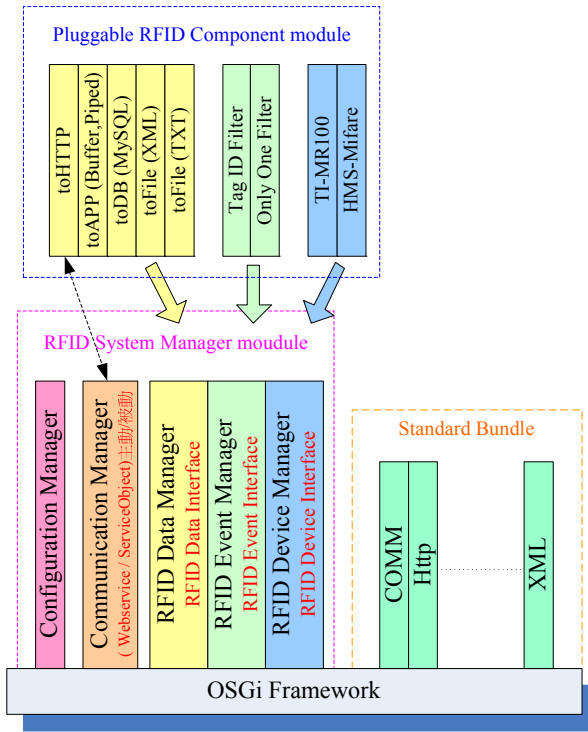 Pluggable RFID Component module
toHTTP
toAPP (Buffer,Piped)
toDB (MySQL)
toFile (XML)
toFile (TXT)
Tag ID Filter
Only One Filter
TI-MR100
HMS-Mifare
RFID System Manager moudule
Configuration Manager
Communication Manager
( Webservice / ServiceObject)主動/被動
RFID Data Manager
RFID Data Interface
RFID Event Manager
RFID Event Interface
RFID Device Manager
RFID Device Interface
Standard Bundle
COMM
Http
XML
OSGi Framework